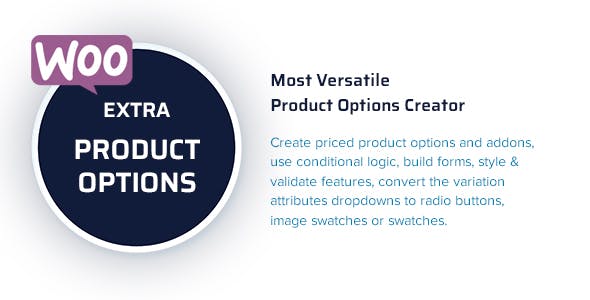 WOO
EXTRA
PRODUCT
OPTIONS
Most Versatile
Product Options Creator
Create priced product options and addons,
use conditional logic, build forms, style &
validate features, convert the variation
attributes dropdowns to radio buttons,
image swatches or swatches.